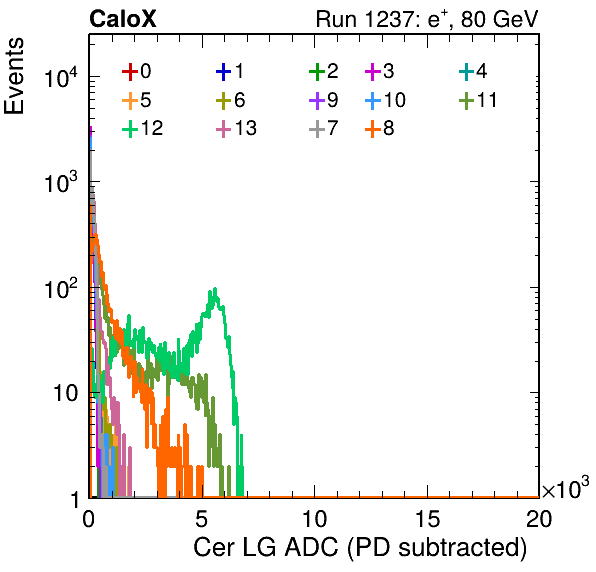 CaloX Run 1237: e⁺, 80 GeV
Events
10⁴
10³
10²
10
1
0 1 2 3 4
5 6 9 10 11
12 13 7 8
0 5 10 15 20
×10³
Cer LG ADC (PD subtracted)